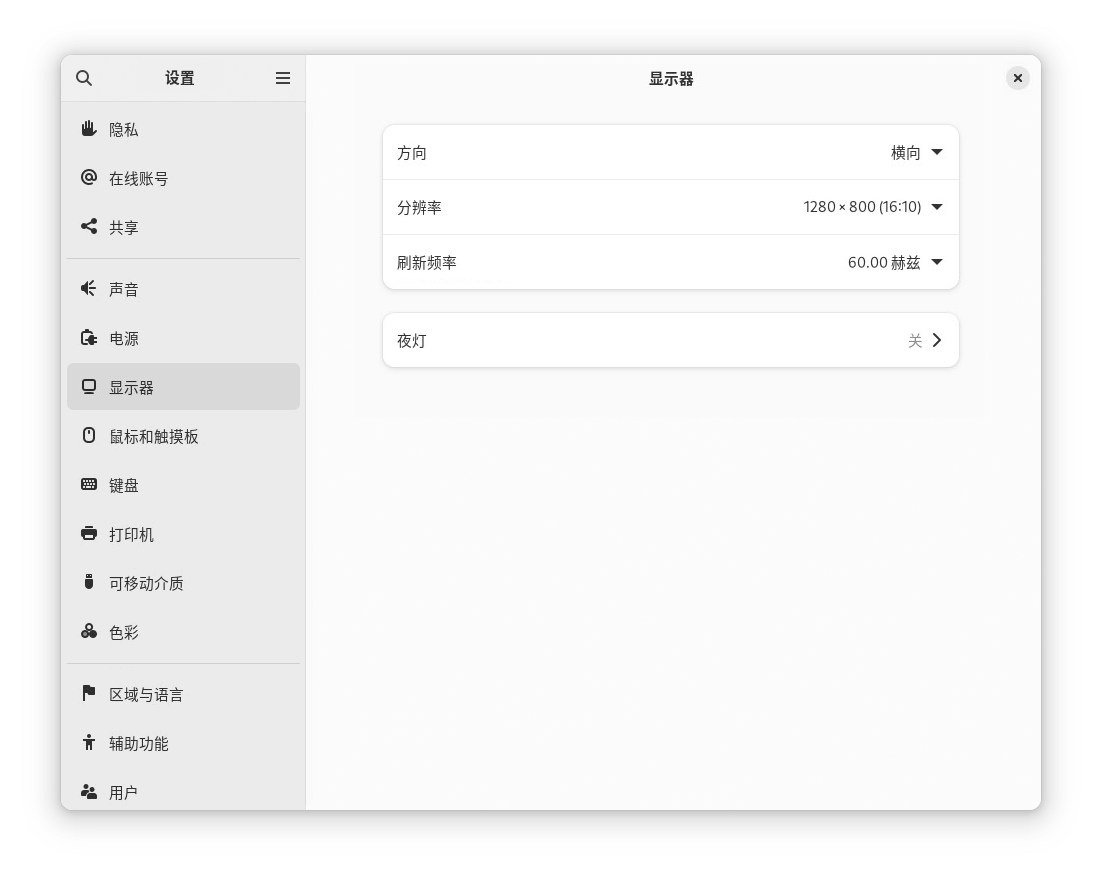 设置
隐私
在线账号
共享
声音
电源
显示器
鼠标和触摸板
键盘
打印机
可移动介质
色彩
区域与语言
辅助功能
用户
显示器
方向 横向
分辨率 1280 × 800 (16∶10)
刷新频率 60.00 赫兹
夜灯 关